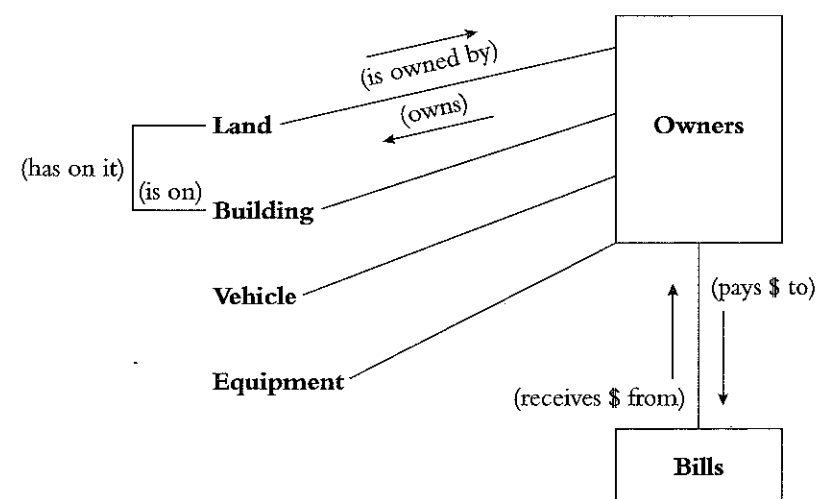 (is owned by)
(owns)
Land
Owners
(has on it)
(is on)
Building
Vehicle
(pays $ to)
Equipment
(receives $ from)
Bills